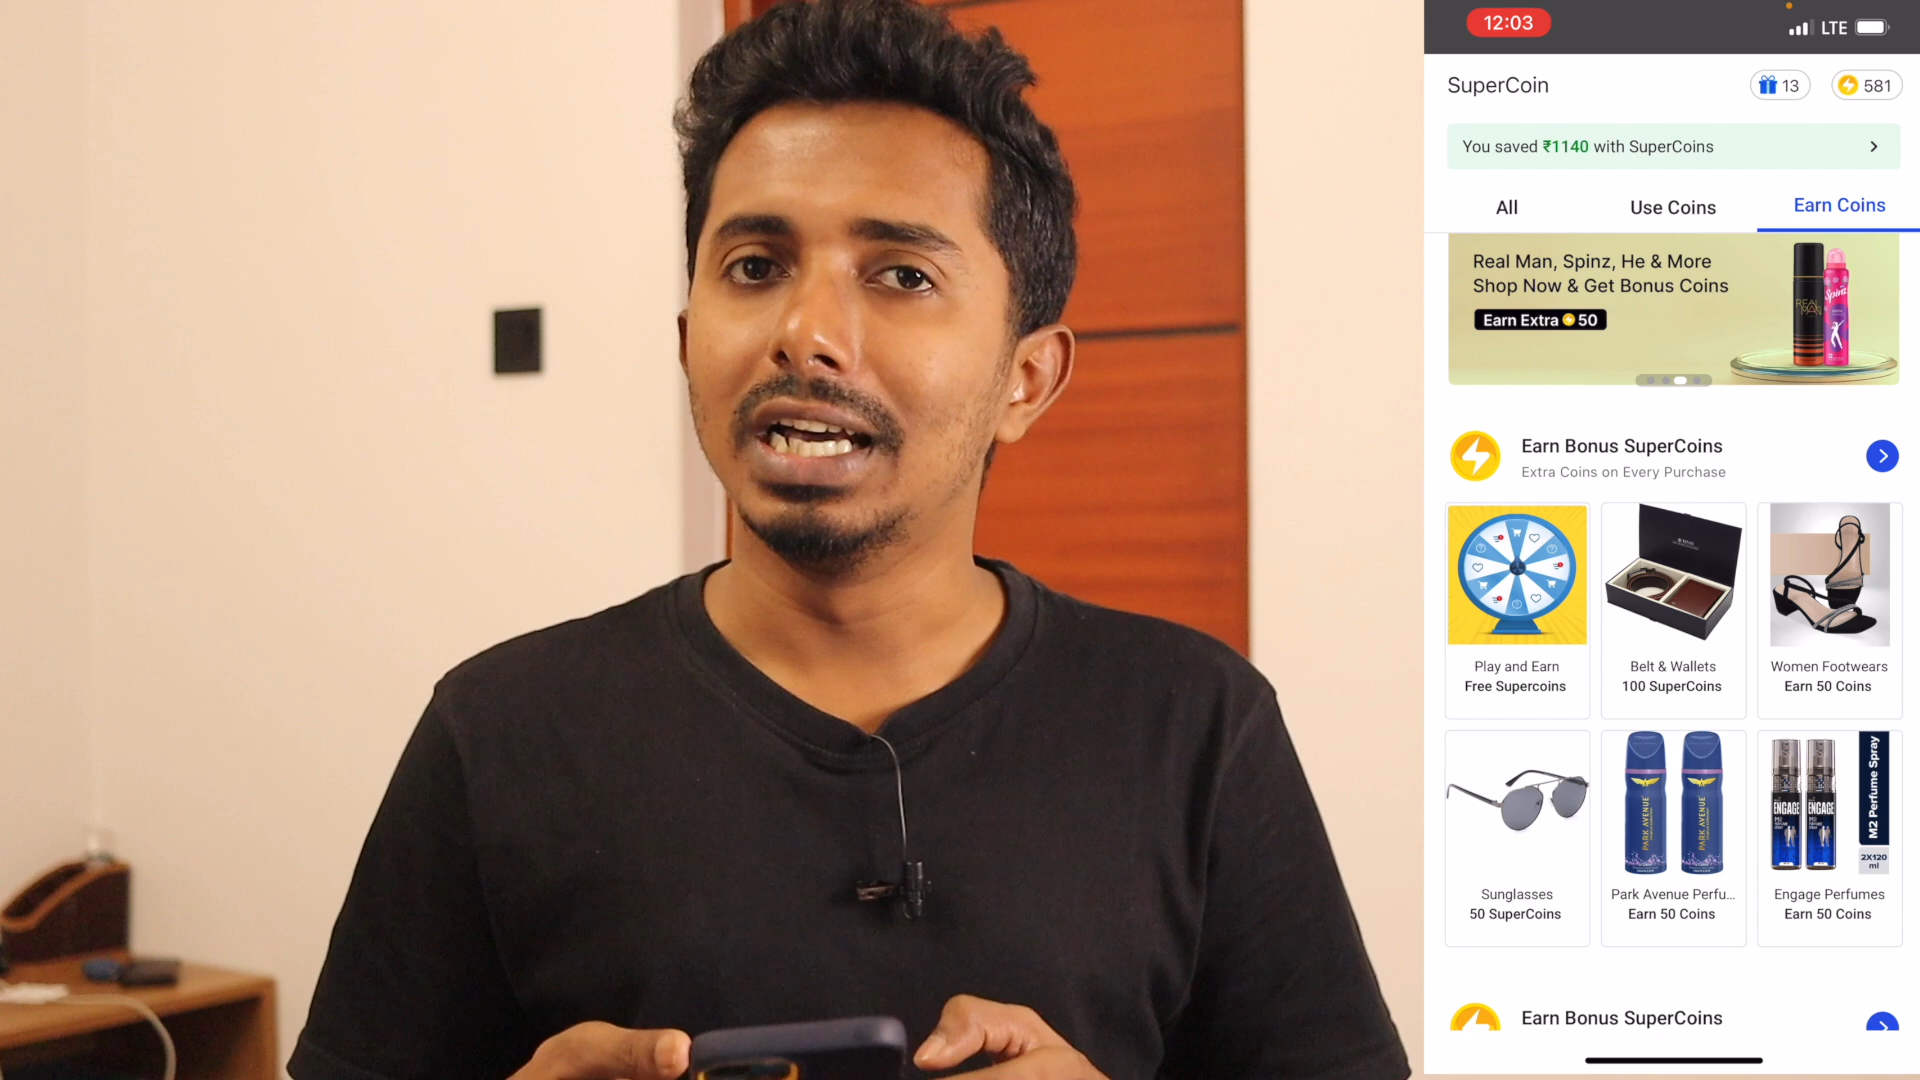 12:03
LTE
SuperCoin
13
581
You saved ₹1140 with SuperCoins
All
Use Coins
Earn Coins
Real Man, Spinz, He & More
Shop Now & Get Bonus Coins
Earn Extra 50
REAL
MAN
Spinz
Earn Bonus SuperCoins
Extra Coins on Every Purchase
Play and Earn
Free Supercoins
Belt & Wallets
100 SuperCoins
Women Footwears
Earn 50 Coins
PARK AVENUE
PARK AVENUE
ENGAGE
ENGAGE
M2 Perfume Spray
2X120
ml
Sunglasses
50 SuperCoins
Park Avenue Perfu...
Earn 50 Coins
Engage Perfumes
Earn 50 Coins
Earn Bonus SuperCoins